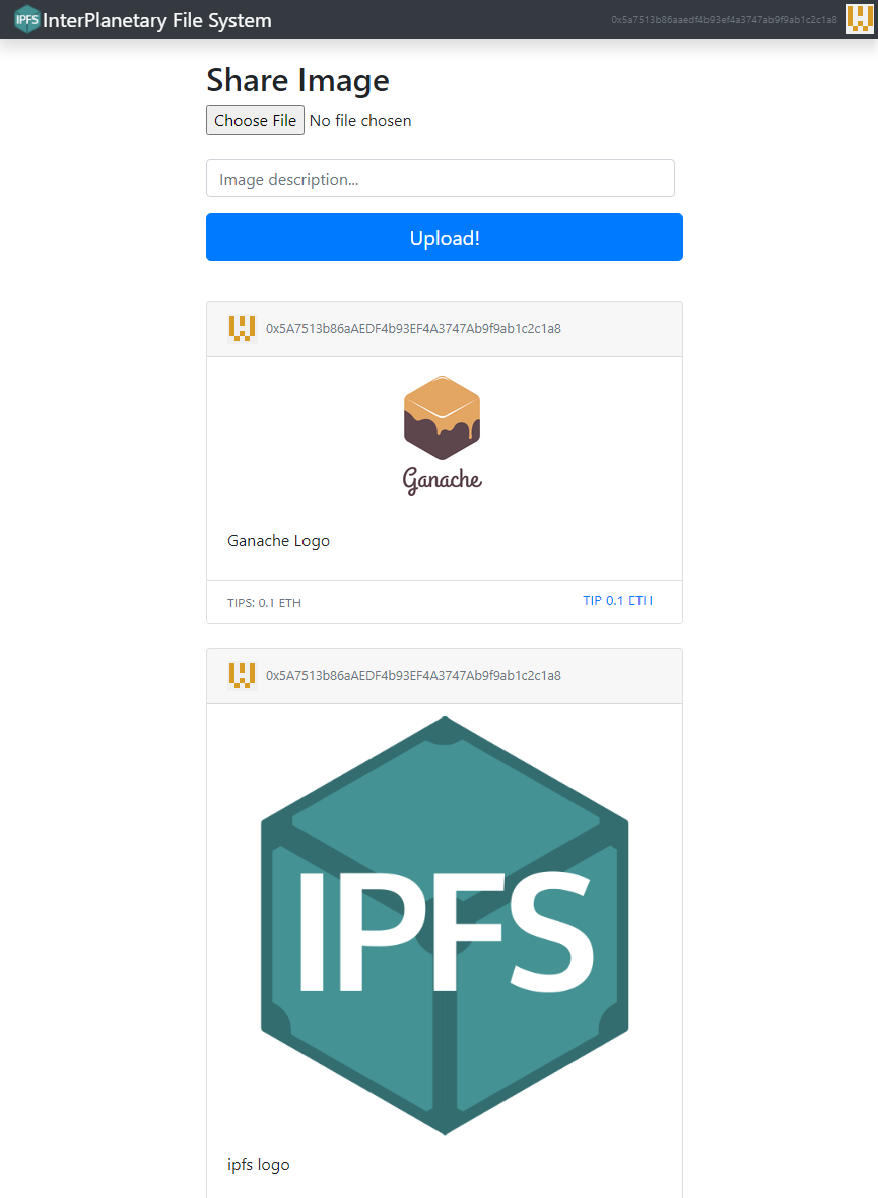 IPFS InterPlanetary File System
0x5a7513b86aaedf4b93ef4a3747ab9f9ab1c2c1a8
Share Image
Choose File No file chosen
Image description...
Upload!
0x5A7513b86aAEDF4b93EF4A3747Ab9f9ab1c2c1a8
Ganache
Ganache Logo
TIPS: 0.1 ETH
TIP 0.1 ETH
0x5A7513b86aAEDF4b93EF4A3747Ab9f9ab1c2c1a8
IPFS
ipfs logo